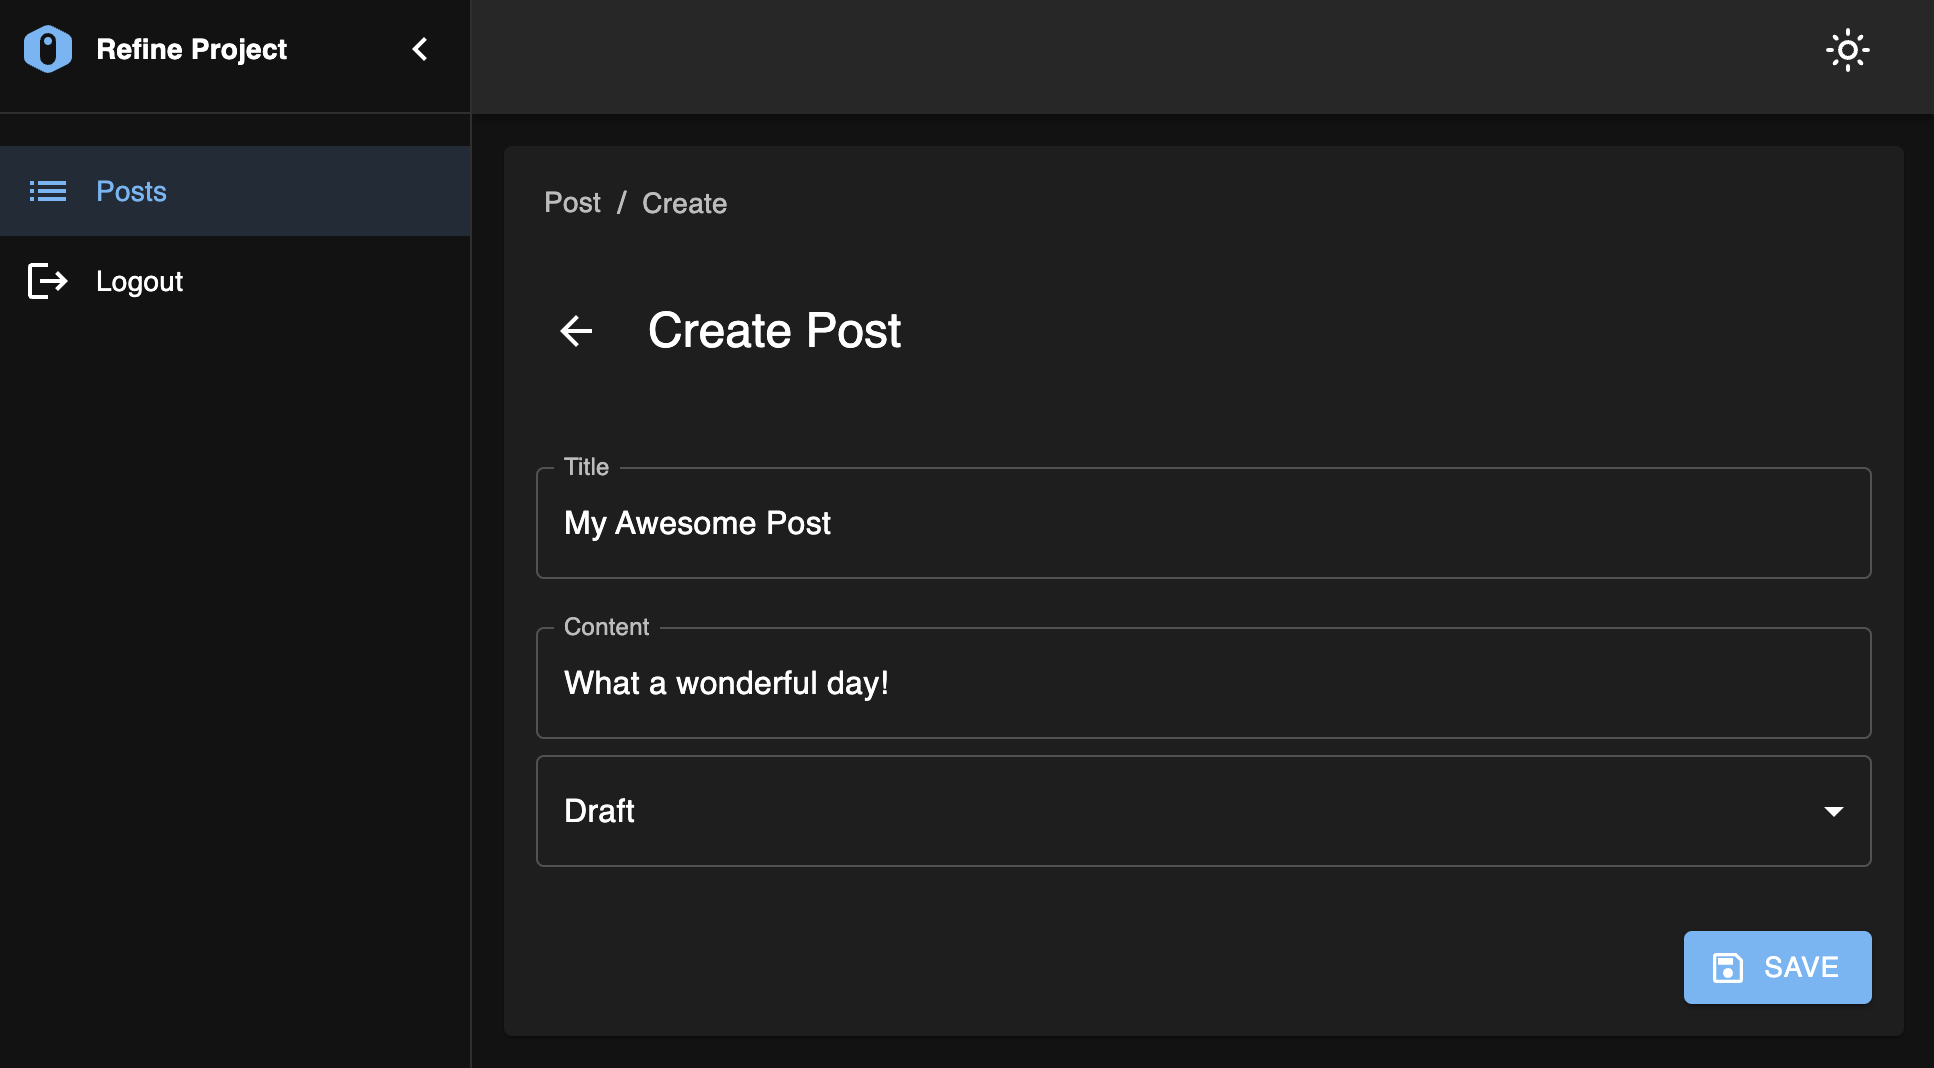 Refine Project
Posts
Logout
Post / Create
Create Post
Title
My Awesome Post
Content
What a wonderful day!
Draft
SAVE